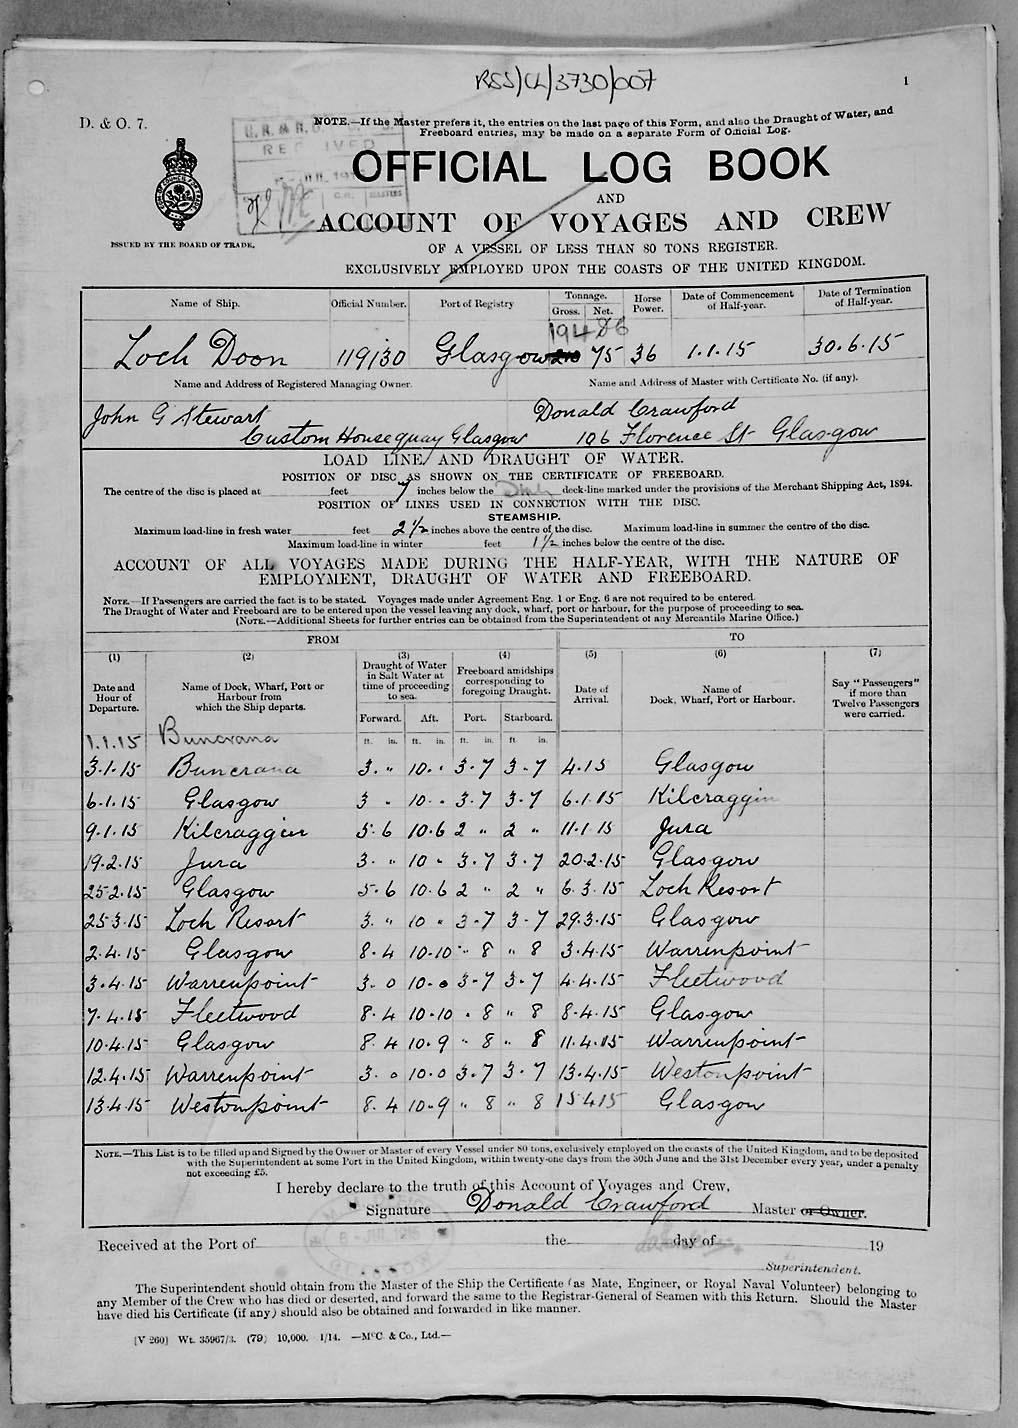 RSS/CL/3730/007
1
D. & O. 7.
NOTE.—If the Master prefers it, the entries on the last page of this Form, and also the Draught of Water, and
Freeboard entries, may be made on a separate Form of Official Log.
RECEIVED
OFFICIAL LOG BOOK
AND
ACCOUNT OF VOYAGES AND CREW
ISSUED BY THE BOARD OF TRADE.
OF A VESSEL OF LESS THAN 80 TONS REGISTER.
EXCLUSIVELY EMPLOYED UPON THE COASTS OF THE UNITED KINGDOM.
Name of Ship. Official Number. Port of Registry Tonnage. Gross. Net. Horse Power. Date of Commencement of Half-year. Date of Termination of Half-year.
194 86
Loch Doon 119130 Glasgow 210 75 36 1.1.15 30.6.15
Name and Address of Registered Managing Owner. Name and Address of Master with Certificate No. (if any).
John G Stewart Donald Crawford
Custom House quay Glasgow 106 Florence St Glasgow
LOAD LINE AND DRAUGHT OF WATER.
POSITION OF DISC AS SHOWN ON THE CERTIFICATE OF FREEBOARD.
The centre of the disc is placed at feet 7 inches below the deck-line marked under the provisions of the Merchant Shipping Act, 1894.
POSITION OF LINES USED IN CONNECTION WITH THE DISC.
STEAMSHIP.
Maximum load-line in fresh water feet 2 1/2 inches above the centre of the disc. Maximum load-line in summer the centre of the disc.
Maximum load-line in winter feet 1 1/2 inches below the centre of the disc.
ACCOUNT OF ALL VOYAGES MADE DURING THE HALF-YEAR, WITH THE NATURE OF
EMPLOYMENT, DRAUGHT OF WATER AND FREEBOARD.
NOTE.—If Passengers are carried the fact is to be stated. Voyages made under Agreement Eng. 1 or Eng. 6 are not required to be entered.
The Draught of Water and Freeboard are to be entered upon the vessel leaving any dock, wharf, port or harbour, for the purpose of proceeding to sea.
(NOTE.—Additional Sheets for further entries can be obtained from the Superintendent of any Mercantile Marine Office.)
FROM TO
(1) (2) (3) (4) (5) (6) (7)
Date and Hour of Departure. Name of Dock, Wharf, Port or Harbour from which the Ship departs. Draught of Water in Salt Water at time of proceeding to sea. Freeboard amidships corresponding to foregoing Draught. Date of Arrival. Name of Dock, Wharf, Port or Harbour. Say "Passengers" if more than Twelve Passengers were carried.
Forward. Aft. Port. Starboard.
ft. in. ft. in. ft. in. ft. in.
1.1.15 Buncrana
3.1.15 Buncrana 3 . " 10 . " 3 . 7 3 . 7 4.15 Glasgow
6.1.15 Glasgow 3 " 10 . " 3.7 3.7 6.1.15 Kilcraggin
9.1.15 Kilcraggin 5.6 10.6 2 " 2 " 11.1.15 Jura
19.2.15 Jura 3. " 10 " 3.7 3.7 20.2.15 Glasgow
25.2.15 Glasgow 5.6 10.6 2 " 2 " 6.3.15 Loch Resort
25.3.15 Loch Resort 3. " 10 " 3.7 3.7 29.3.15 Glasgow
2.4.15 Glasgow 8.4 10.10 " 8 " 8 3.4.15 Warrenpoint
3.4.15 Warrenpoint 3.0 10.0 3.7 3.7 4.4.15 Fleetwood
7.4.15 Fleetwood 8.4 10.10 " 8 " 8 8.4.15 Glasgow
10.4.15 Glasgow 8.4 10.9 " 8 " 8 11.4.15 Warrenpoint
12.4.15 Warrenpoint 3.0 10.0 3.7 3.7 13.4.15 Westonpoint
13.4.15 Westonpoint 8.4 10.9 " 8 " 8 15 4 15 Glasgow
NOTE.—This List is to be filled up and Signed by the Owner or Master of every Vessel under 80 tons, exclusively employed on the coasts of the United Kingdom, and to be deposited
with the Superintendent at some Port in the United Kingdom, within twenty-one days from the 30th June and the 31st December every year, under a penalty
not exceeding £5.
I hereby declare to the truth of this Account of Voyages and Crew,
Signature Donald Crawford Master or Owner.
Received at the Port of the day of 19
Superintendent.
The Superintendent should obtain from the Master of the Ship the Certificate (as Mate, Engineer, or Royal Naval Volunteer) belonging to
any Member of the Crew who has died or deserted, and forward the same to the Registrar-General of Seamen with this Return. Should the Master
have died his Certificate (if any) should also be obtained and forwarded in like manner.
[V 260] Wt. 35967/3. (79) 10,000. 1/14. —McC. & Co., Ltd.—